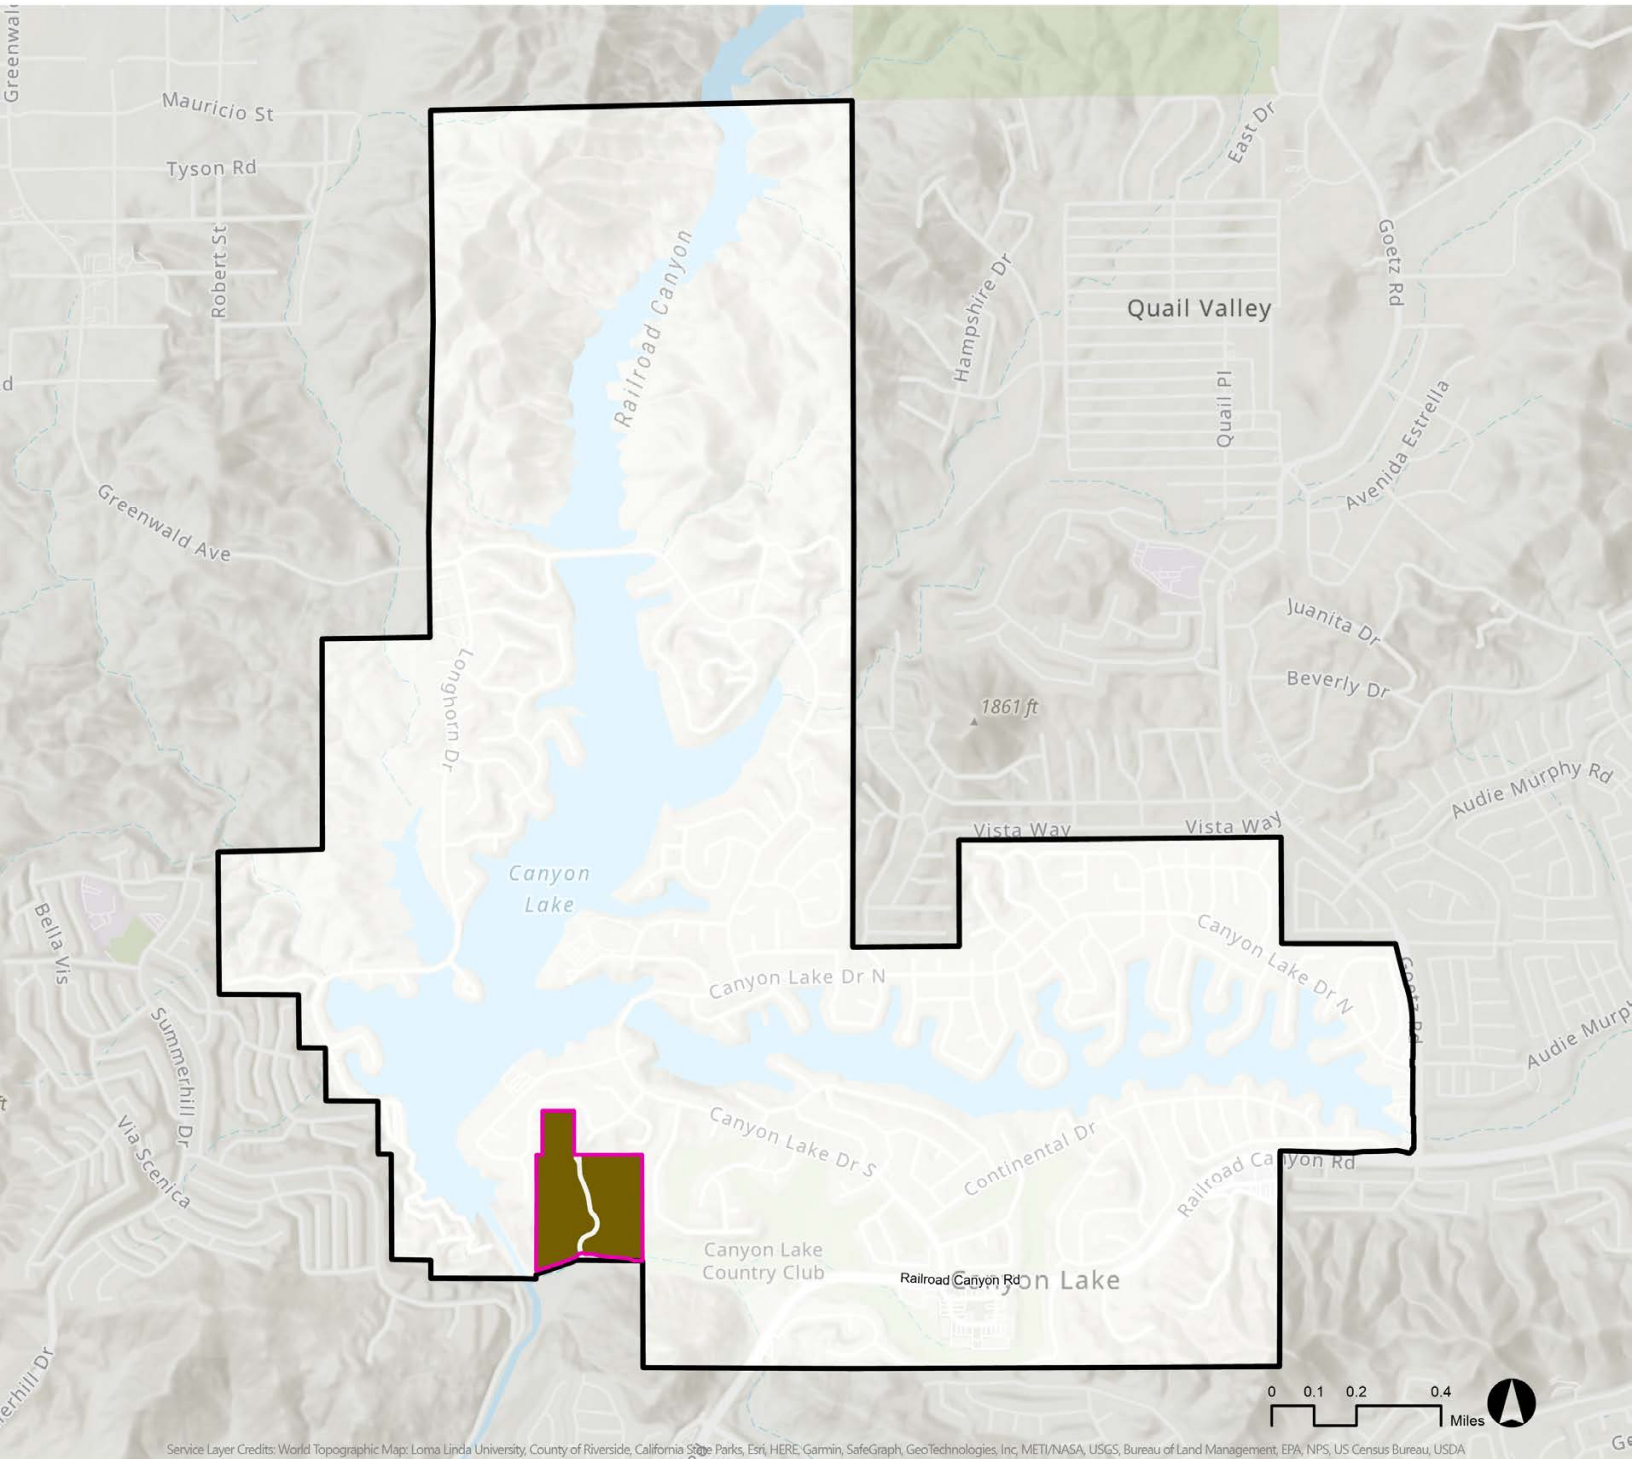 Greenwal
Mauricio St
East Dr
Tyson Rd
Robert St
Railroad Canyon
Hampshire Dr
Goetz Rd
Quail Valley
d
Quail Pl
Avenida Estrella
Greenwald Ave
Juanita Dr
Beverly Dr
Longhorn Dr
1861 ft
Audie Murphy Rd
Vista Way
Vista Way
Canyon
Lake
Bella Vis
Canyon Lake Dr N
Canyon Lake Dr N
Goetz Rd
Summerhill Dr
Audie Murp
ft
Via Scenica
Canyon Lake Dr S
Continental Dr
Railroad Canyon Rd
Canyon Lake
Country Club
Railroad Canyon Rd
Canyon Lake
erhill Dr
0 0.1 0.2 0.4
Miles
Ge
Service Layer Credits: World Topographic Map: Loma Linda University, County of Riverside, California State Parks, Esri, HERE, Garmin, SafeGraph, GeoTechnologies, Inc, METI/NASA, USGS, Bureau of Land Management, EPA, NPS, US Census Bureau, USDA